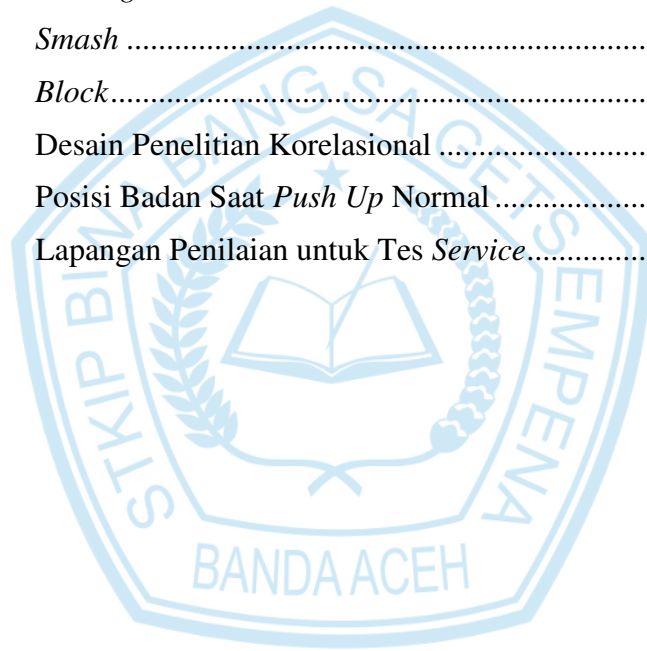 Smash ..........................................................................
Block..........................................................................
Desain Penelitian Korelasional ........................
Posisi Badan Saat Push Up Normal ..................
Lapangan Penilaian untuk Tes Service..............
STKIP BINA BANGSA GETSEMPENA
BANDA ACEH